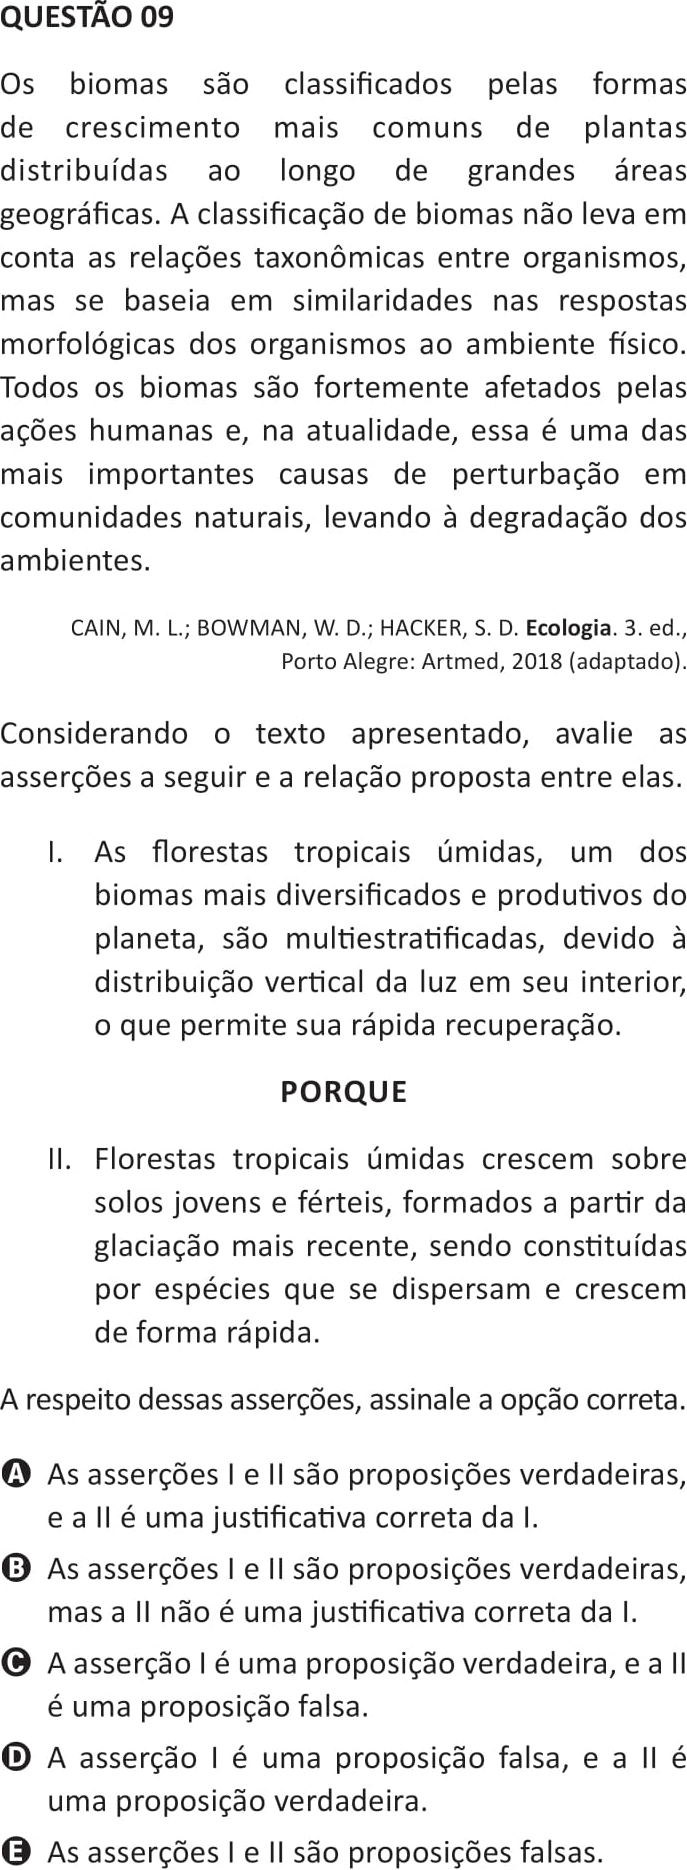 QUESTÃO 09
Os biomas são classificados pelas formas
de crescimento mais comuns de plantas
distribuídas ao longo de grandes áreas
geográficas. A classificação de biomas não leva em
conta as relações taxonômicas entre organismos,
mas se baseia em similaridades nas respostas
morfológicas dos organismos ao ambiente físico.
Todos os biomas são fortemente afetados pelas
ações humanas e, na atualidade, essa é uma das
mais importantes causas de perturbação em
comunidades naturais, levando à degradação dos
ambientes.
CAIN, M. L.; BOWMAN, W. D.; HACKER, S. D. Ecologia. 3. ed.,
Porto Alegre: Artmed, 2018 (adaptado).
Considerando o texto apresentado, avalie as
asserções a seguir e a relação proposta entre elas.
I. As florestas tropicais úmidas, um dos
biomas mais diversificados e produtivos do
planeta, são multiestratificadas, devido à
distribuição vertical da luz em seu interior,
o que permite sua rápida recuperação.
PORQUE
II. Florestas tropicais úmidas crescem sobre
solos jovens e férteis, formados a partir da
glaciação mais recente, sendo constituídas
por espécies que se dispersam e crescem
de forma rápida.
A respeito dessas asserções, assinale a opção correta.
A As asserções I e II são proposições verdadeiras,
e a II é uma justificativa correta da I.
B As asserções I e II são proposições verdadeiras,
mas a II não é uma justificativa correta da I.
C A asserção I é uma proposição verdadeira, e a II
é uma proposição falsa.
D A asserção I é uma proposição falsa, e a II é
uma proposição verdadeira.
E As asserções I e II são proposições falsas.